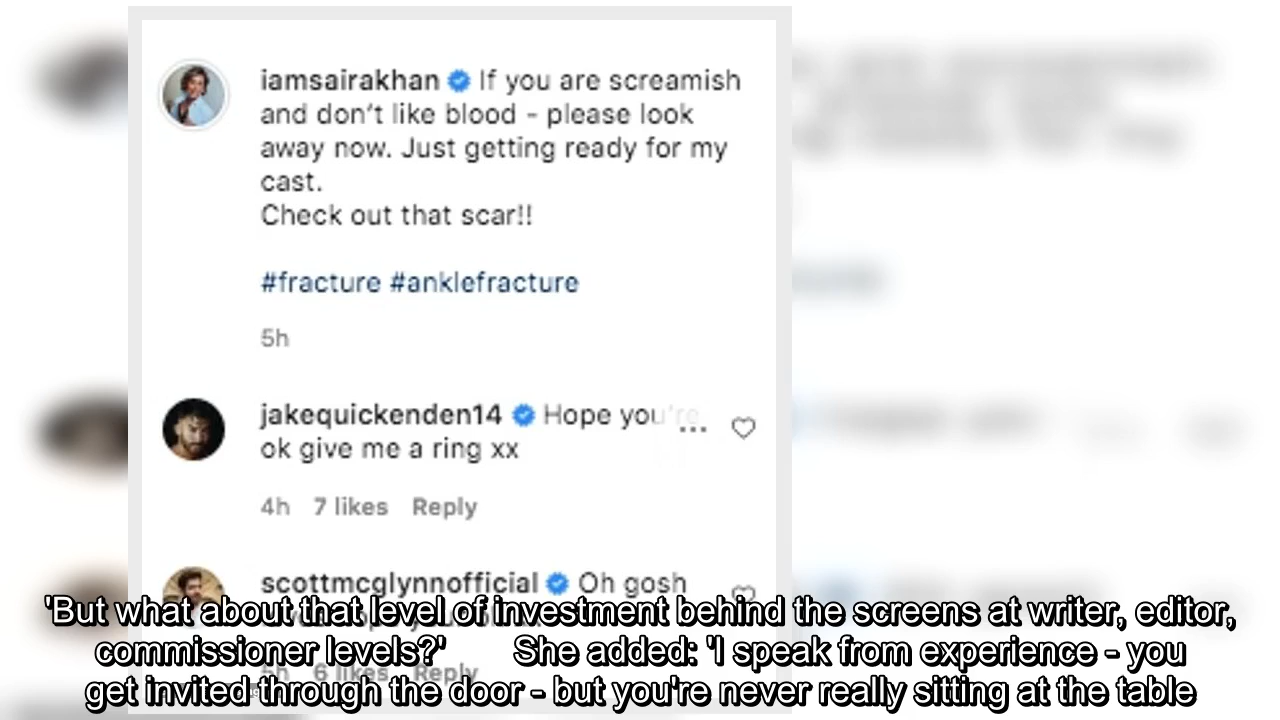 iamsairakhan If you are screamish
and don't like blood - please look
away now. Just getting ready for my
cast.
Check out that scar!!
#fracture #anklefracture
5h
jakequickenden14 Hope you're
ok give me a ring xx
4h 7 likes Reply
scottmcglynnofficial Oh gosh
5h 6 likes Reply
'But what about that level of investment behind the screens at writer, editor,
commissioner levels?' She added: 'I speak from experience - you
get invited through the door - but you're never really sitting at the table